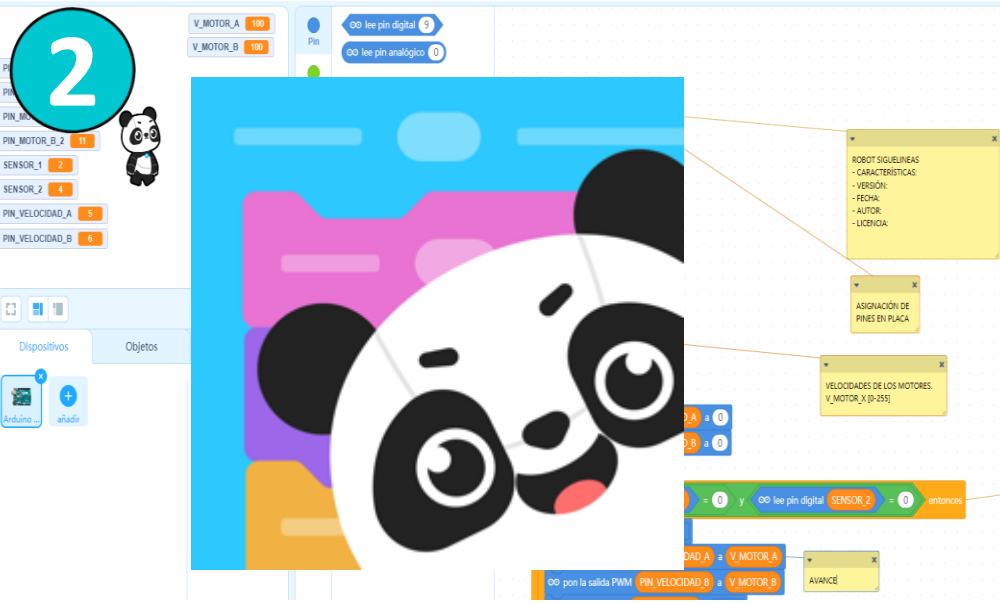 2
V_MOTOR_A 100
V_MOTOR_B 100
PIN_MOTOR_B_2 11
SENSOR_1 2
SENSOR_2 4
PIN_VELOCIDAD_A 5
PIN_VELOCIDAD_B 6
Dispositivos
Objetos
Arduino ...
añadir
Pin
lee pin digital 9
lee pin analógico 0
ROBOT SIGUELINEAS
- CARACTERÍSTICAS:
- VERSIÓN:
- FECHA:
- AUTOR:
- LICENCIA:
ASIGNACIÓN DE
PINES EN PLACA
VELOCIDADES DE LOS MOTORES.
V_MOTOR_X [0-255]
_A a 0
_B a 0
= 0 y lee pin digital SENSOR_2 = 0 entonces
DAD_A a V_MOTOR_A
pon la salida PWM PIN_VELOCIDAD_B a V_MOTOR_B
AVANCE